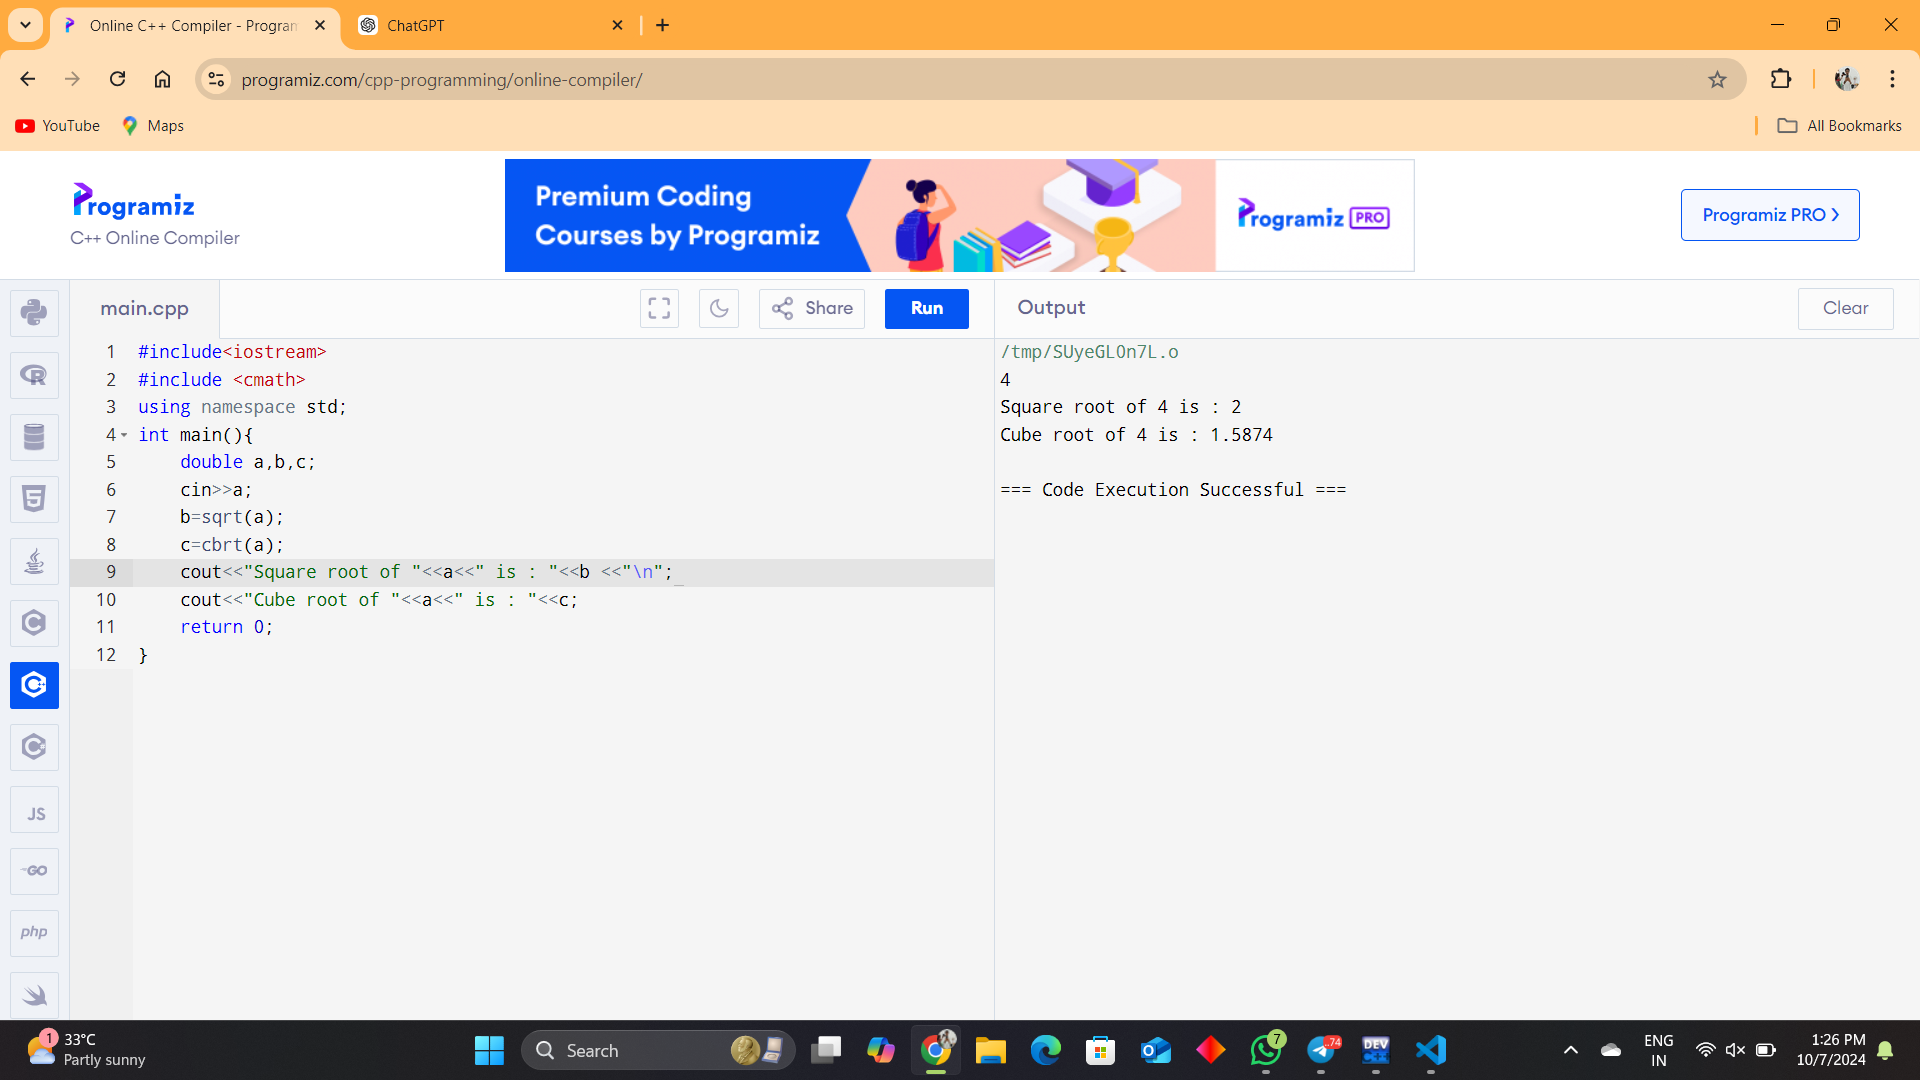 Online C++ Compiler - Program
ChatGPT
programiz.com/cpp-programming/online-compiler/
YouTube
Maps
All Bookmarks
Programiz
C++ Online Compiler
Premium Coding
Courses by Programiz
Programiz PRO
Programiz PRO >
main.cpp
Share
Run
Output
Clear
1 #include<iostream>
2 #include <cmath>
3 using namespace std;
4 int main(){
5 double a,b,c;
6 cin>>a;
7 b=sqrt(a);
8 c=cbrt(a);
9 cout<<"Square root of "<<a<<" is : "<<b <<"\n";
10 cout<<"Cube root of "<<a<<" is : "<<c;
11 return 0;
12 }
/tmp/SUyeGL0n7L.o
4
Square root of 4 is : 2
Cube root of 4 is : 1.5874
=== Code Execution Successful ===
JS
GO
php
1
33°C
Partly sunny
Search
7
74
DEV
C++
ENG
IN
1:26 PM
10/7/2024